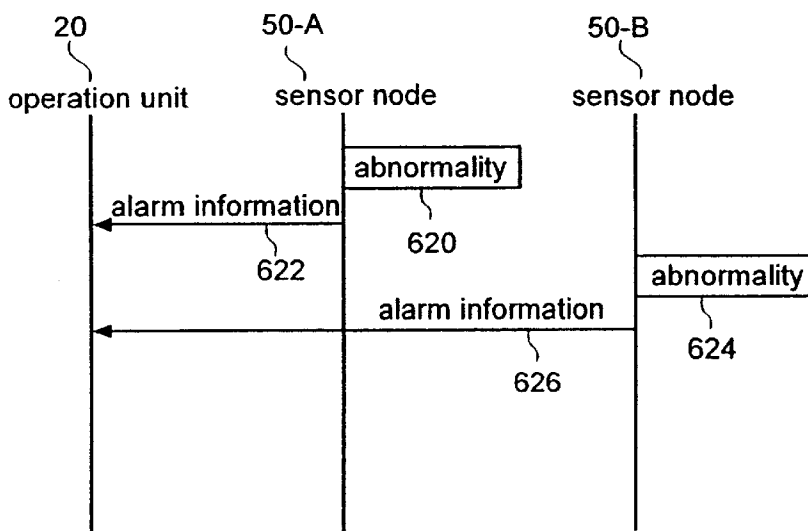 20
50-A
50-B
operation unit
sensor node
sensor node
abnormality
alarm information
620
622
abnormality
alarm information
624
626